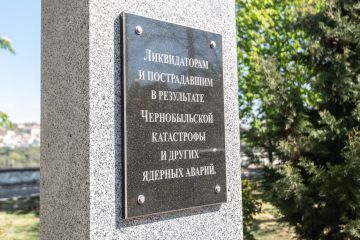 Ликвидаторам
и пострадавшим
в результате
Чернобыльской
катастрофы
и других
ядерных аварий.